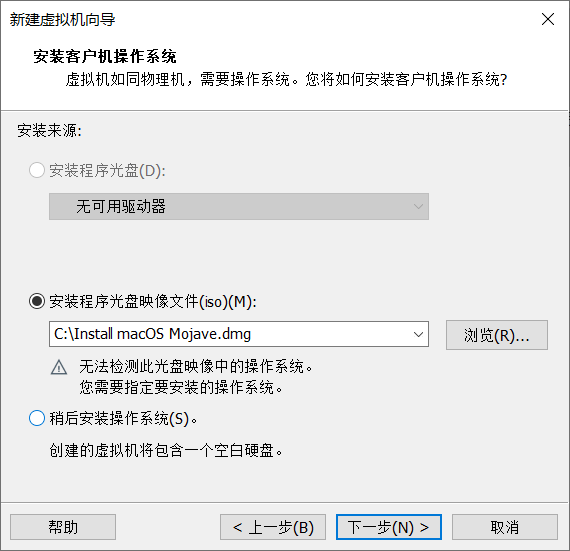 新建虚拟机向导
安装客户机操作系统
虚拟机如同物理机，需要操作系统。您将如何安装客户机操作系统?
安装来源:
安装程序光盘(D):
无可用驱动器
安装程序光盘映像文件(iso)(M):
C:\Install macOS Mojave.dmg
浏览(R)...
无法检测此光盘映像中的操作系统。
您需要指定要安装的操作系统。
稍后安装操作系统(S)。
创建的虚拟机将包含一个空白硬盘。
帮助
< 上一步(B)
下一步(N) >
取消